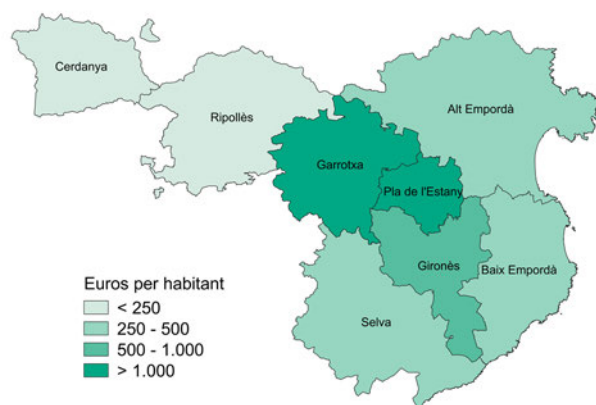 Cerdanya
Ripollès
Alt Empordà
Garrotxa
Pla de l'Estany
Gironès
Baix Empordà
Selva
Euros per habitant
< 250
250 - 500
500 - 1.000
> 1.000